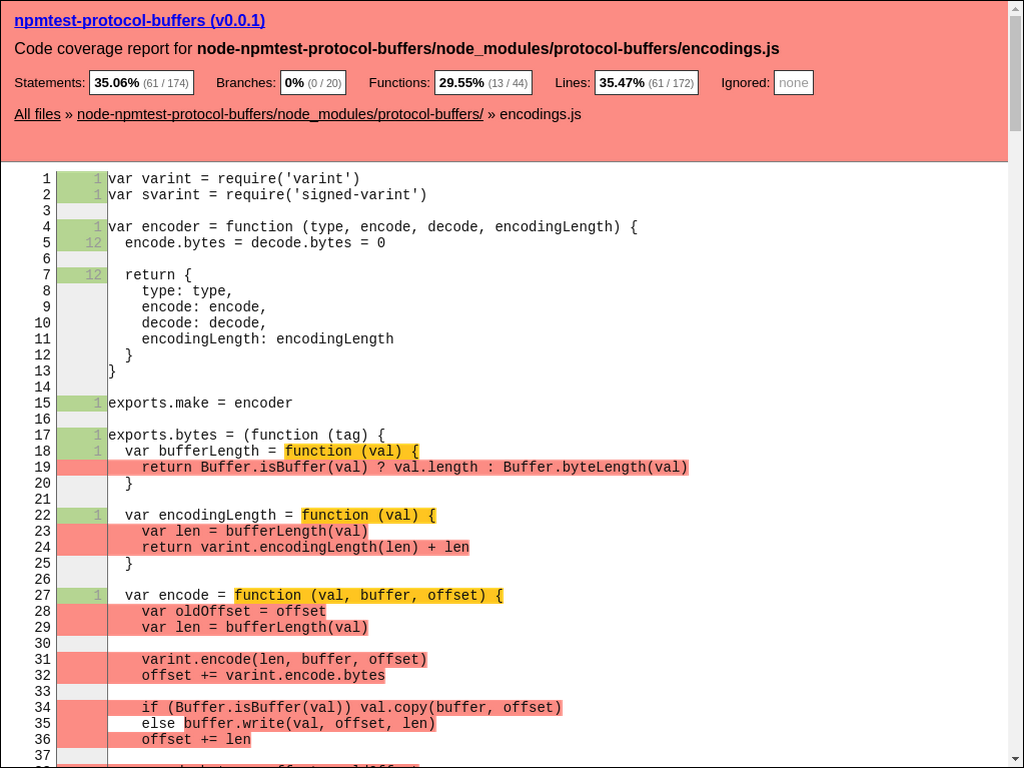 npmtest-protocol-buffers (v0.0.1)
Code coverage report for node-npmtest-protocol-buffers/node_modules/protocol-buffers/encodings.js
Statements: 35.06% (61 / 174) Branches: 0% (0 / 20) Functions: 29.55% (13 / 44) Lines: 35.47% (61 / 172) Ignored: none
All files » node-npmtest-protocol-buffers/node_modules/protocol-buffers/ » encodings.js
1 1 var varint = require('varint')
2 1 var svarint = require('signed-varint')
3
4 1 var encoder = function (type, encode, decode, encodingLength) {
5 12 encode.bytes = decode.bytes = 0
6
7 12 return {
8 type: type,
9 encode: encode,
10 decode: decode,
11 encodingLength: encodingLength
12 }
13 }
14
15 1 exports.make = encoder
16
17 1 exports.bytes = (function (tag) {
18 1 var bufferLength = function (val) {
19 return Buffer.isBuffer(val) ? val.length : Buffer.byteLength(val)
20 }
21
22 1 var encodingLength = function (val) {
23 var len = bufferLength(val)
24 return varint.encodingLength(len) + len
25 }
26
27 1 var encode = function (val, buffer, offset) {
28 var oldOffset = offset
29 var len = bufferLength(val)
30
31 varint.encode(len, buffer, offset)
32 offset += varint.encode.bytes
33
34 if (Buffer.isBuffer(val)) val.copy(buffer, offset)
35 else buffer.write(val, offset, len)
36 offset += len
37